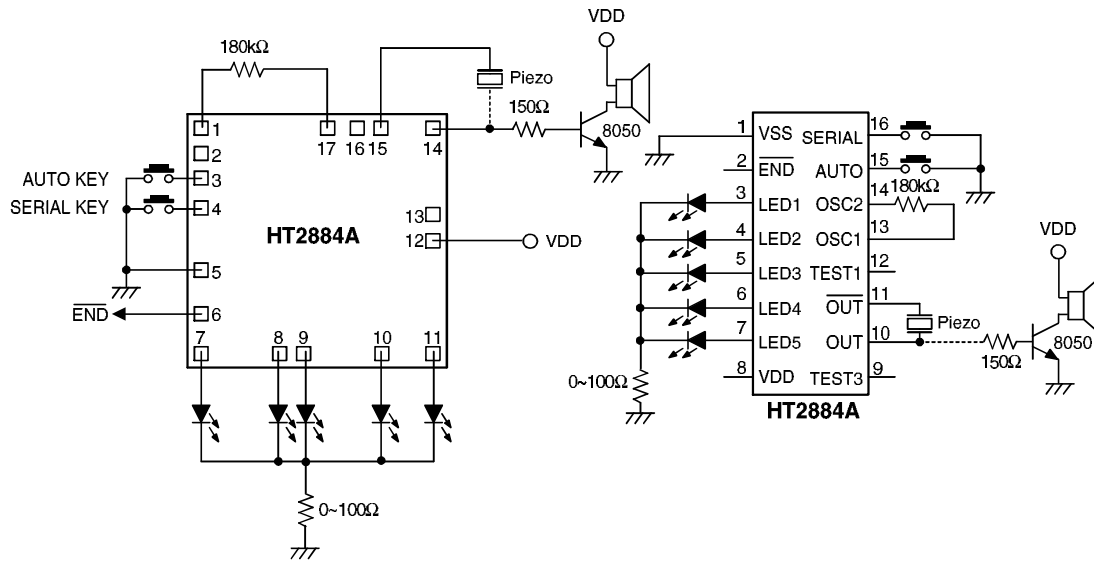 VDD
180kΩ
Piezo
150Ω
8050
1
17
16
15
14
2
AUTO KEY
3
SERIAL KEY
4
13
12
VDD
HT2884A
5
END
6
7
8
9
10
11
0~100Ω
1
VSS
SERIAL
16
2
END
AUTO
15
3
LED1
OSC2
14
180kΩ
4
LED2
OSC1
13
5
LED3
TEST1
12
6
LED4
OUT
11
Piezo
7
LED5
OUT
10
150Ω
8050
VDD
8
VDD
TEST3
9
0~100Ω
HT2884A